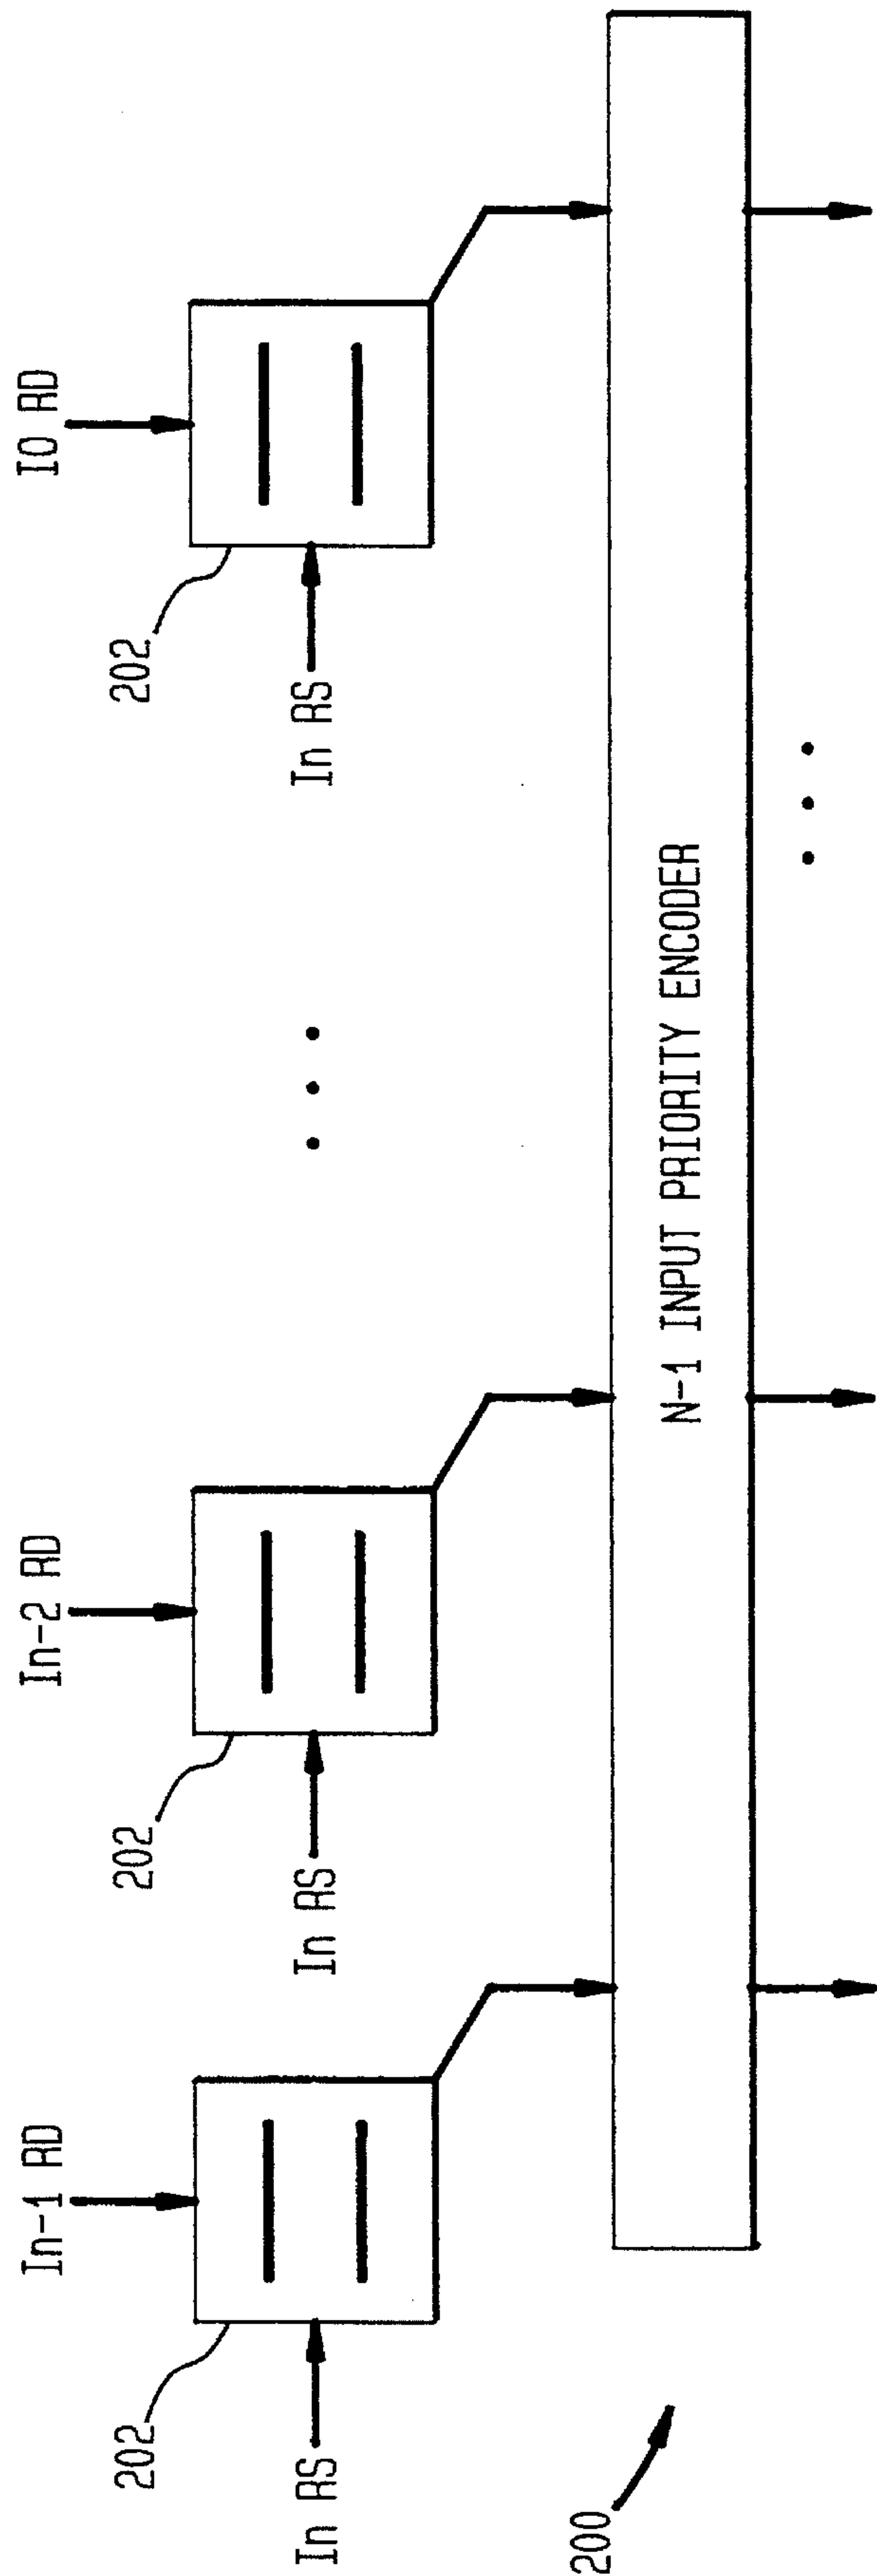 In-1 RD
In-2 RD
IO RD
202
202
202
In RS
In RS
In RS
N-1 INPUT PRIORITY ENCODER
200